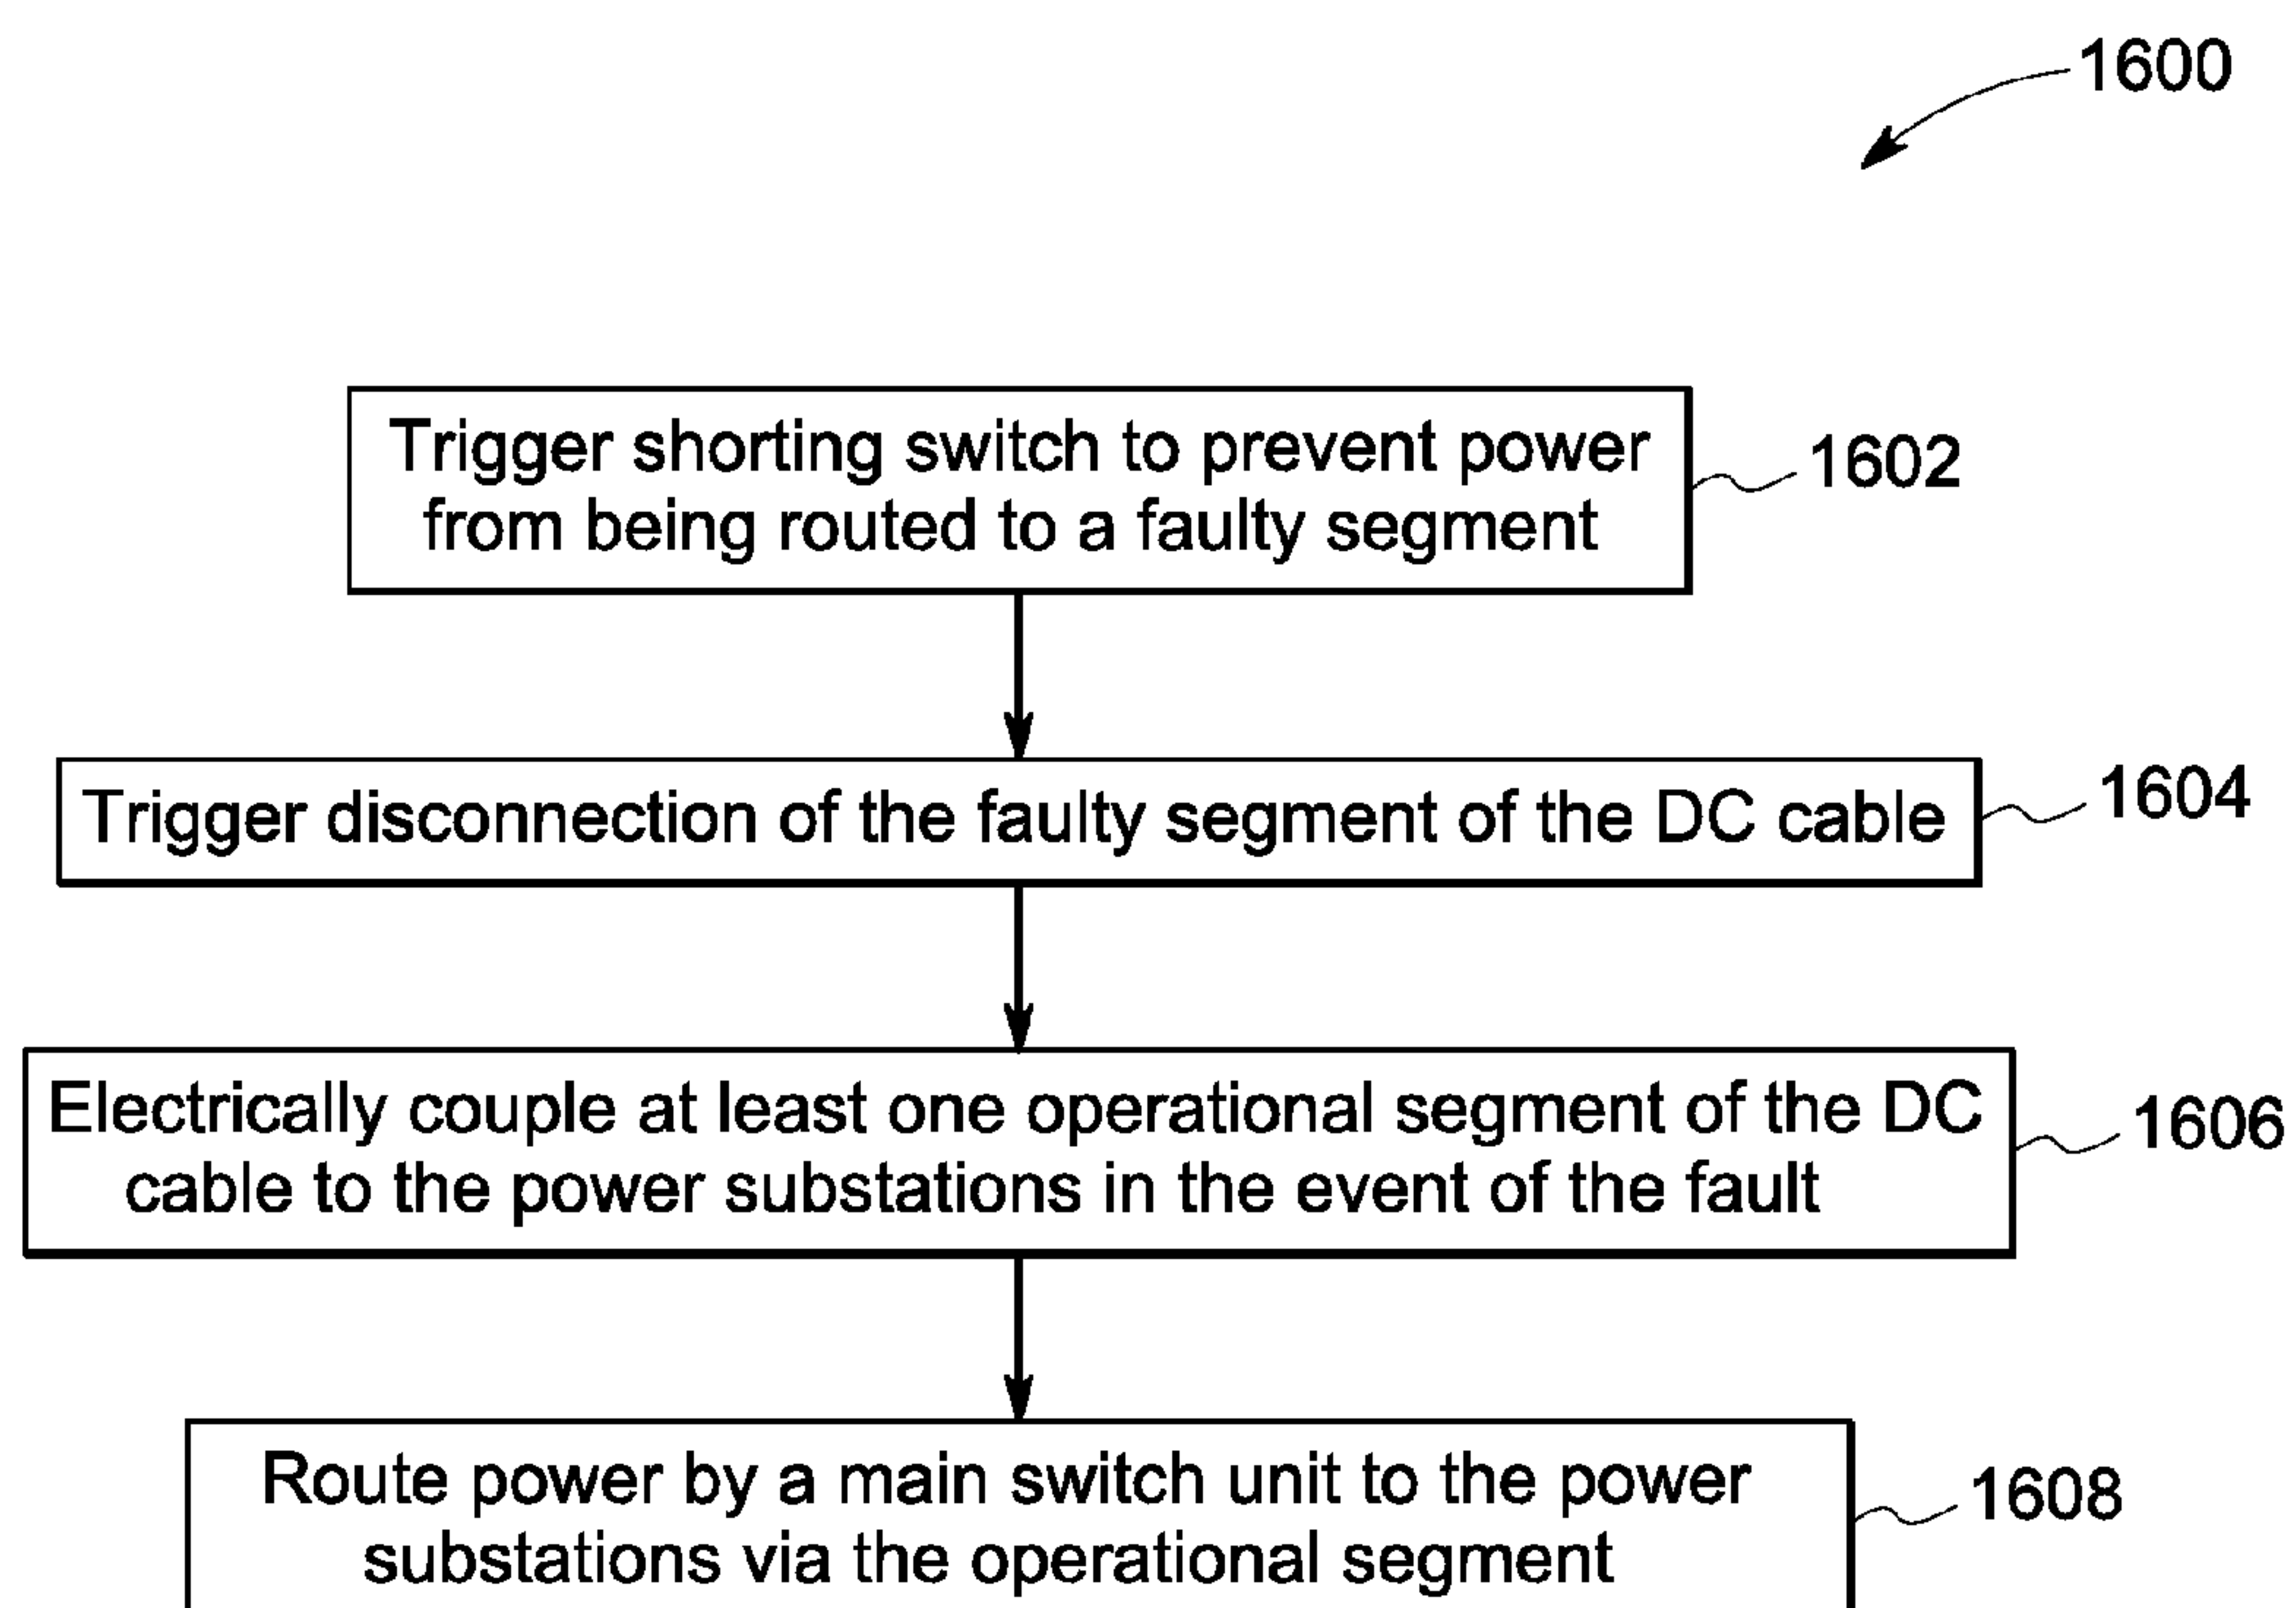 1600
Trigger shorting switch to prevent power
from being routed to a faulty segment
1602
Trigger disconnection of the faulty segment of the DC cable
1604
Electrically couple at least one operational segment of the DC
cable to the power substations in the event of the fault
1606
Route power by a main switch unit to the power
substations via the operational segment
1608